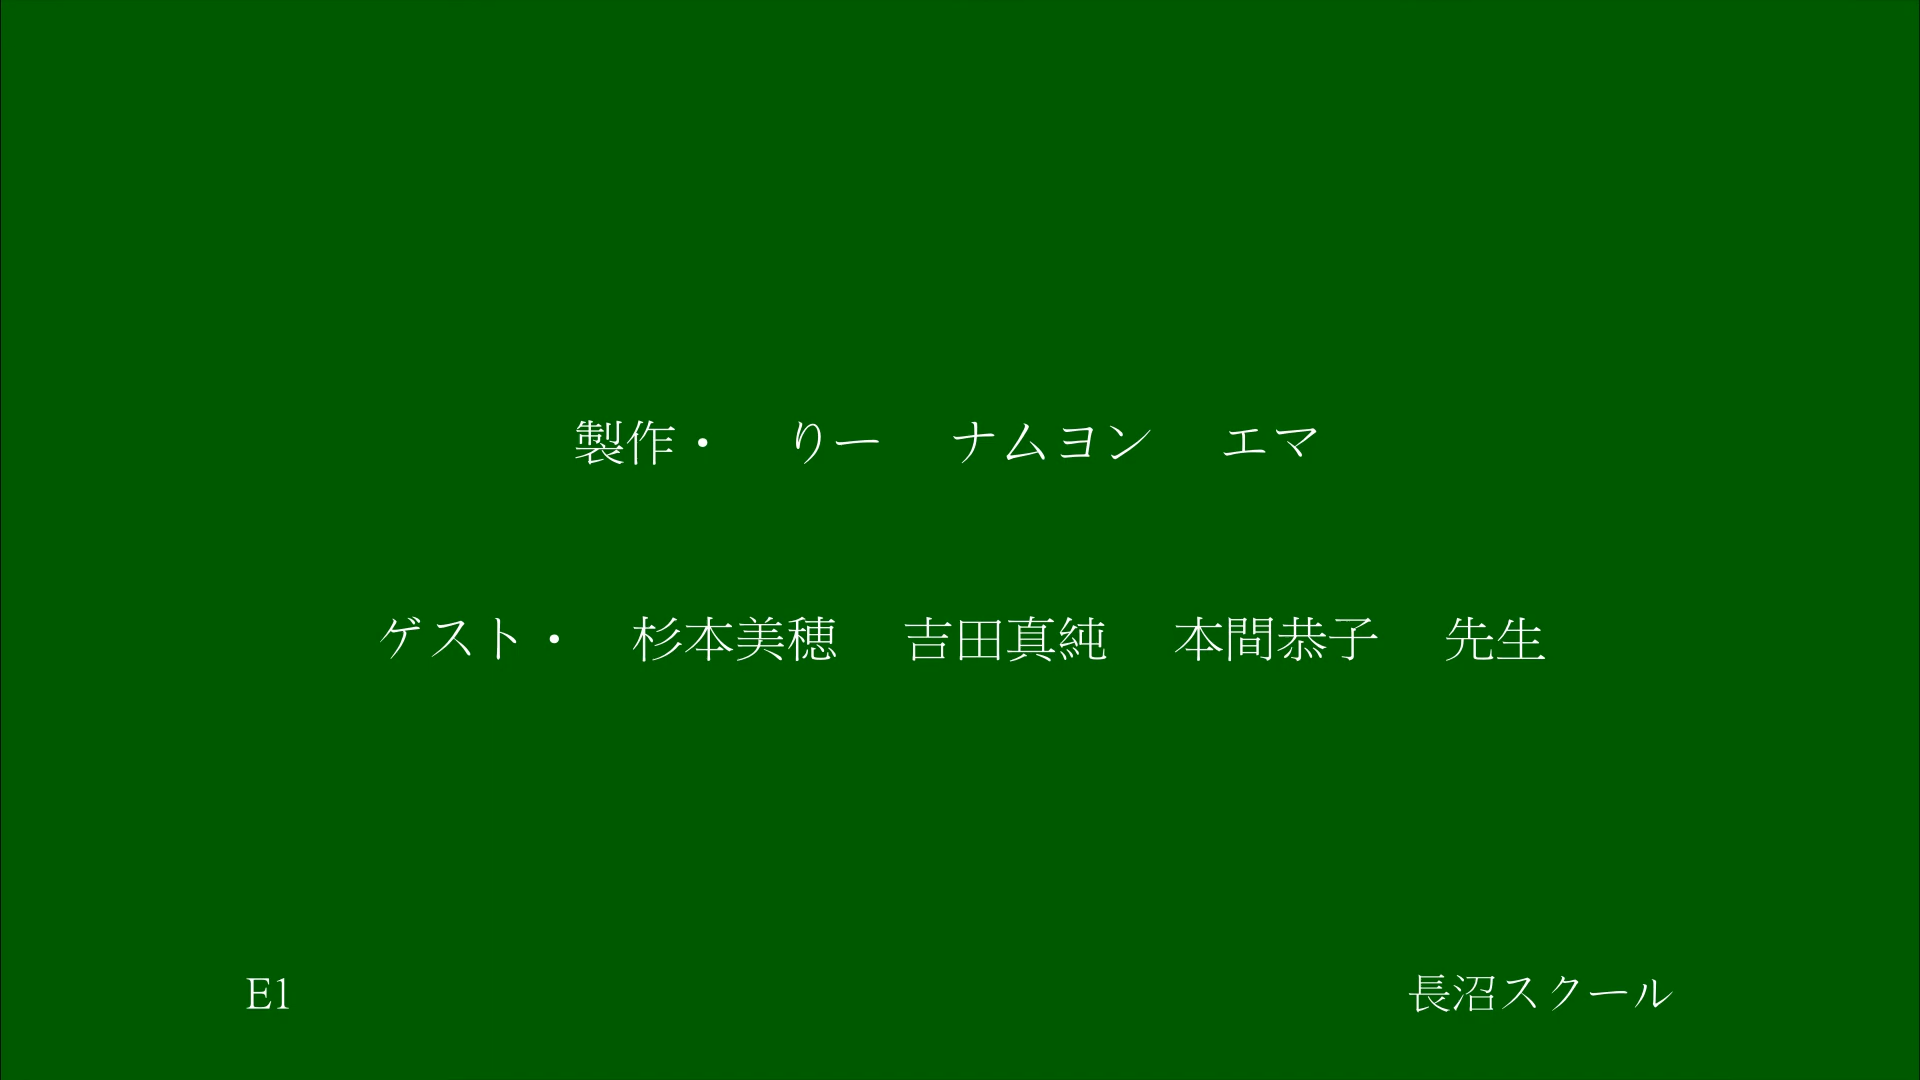 製作・ りー ナムヨン エマ
ゲスト・ 杉本美穂 吉田真純 本間恭子 先生
E1 長沼スクール